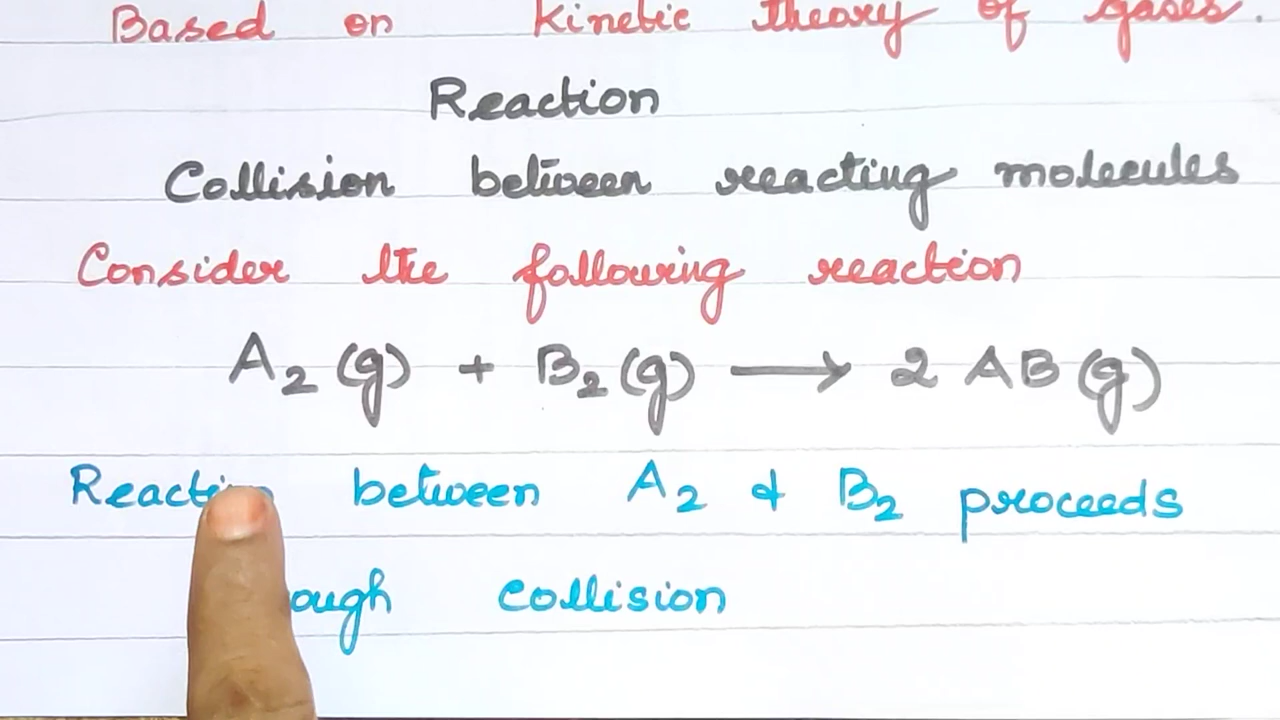 Based on Kinetic Theory of gases.
Reaction
Collision between reacting molecules
Consider the following reaction
A₂ (g) + B₂ (g) ⟶ 2 AB (g)
Reaction between A₂ & B₂ proceeds
collision